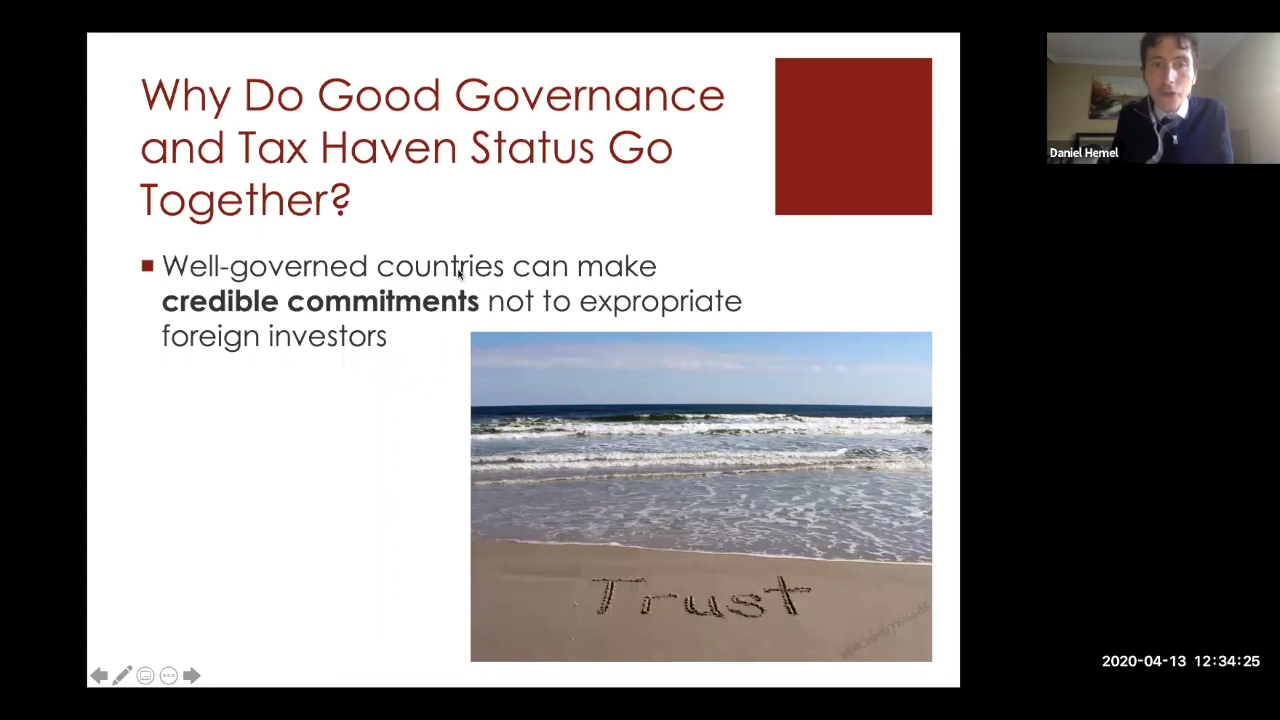 Why Do Good Governance
and Tax Haven Status Go
Together?
Well-governed countries can make
credible commitments not to expropriate
foreign investors
Trust
Daniel Hemel
2020-04-13 12:34:25